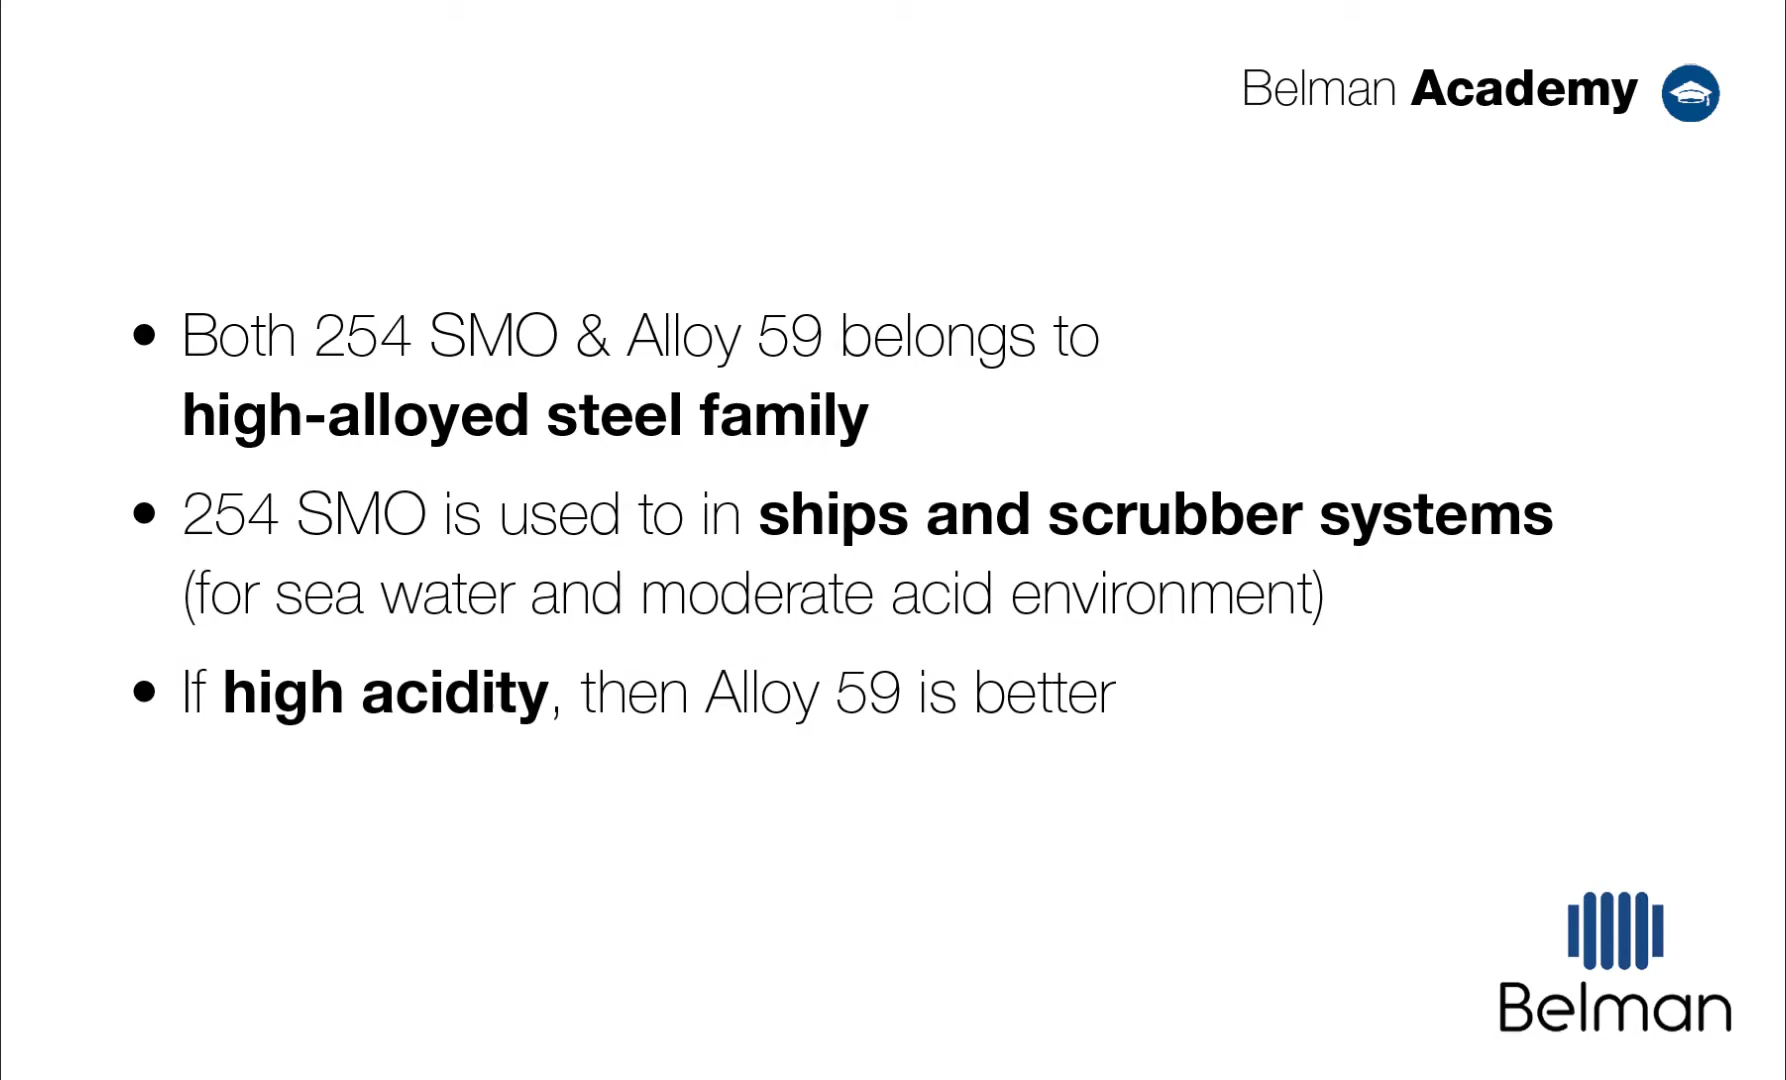 Belman Academy
• Both 254 SMO & Alloy 59 belongs to
high-alloyed steel family
• 254 SMO is used to in ships and scrubber systems
(for sea water and moderate acid environment)
• If high acidity, then Alloy 59 is better
Belman